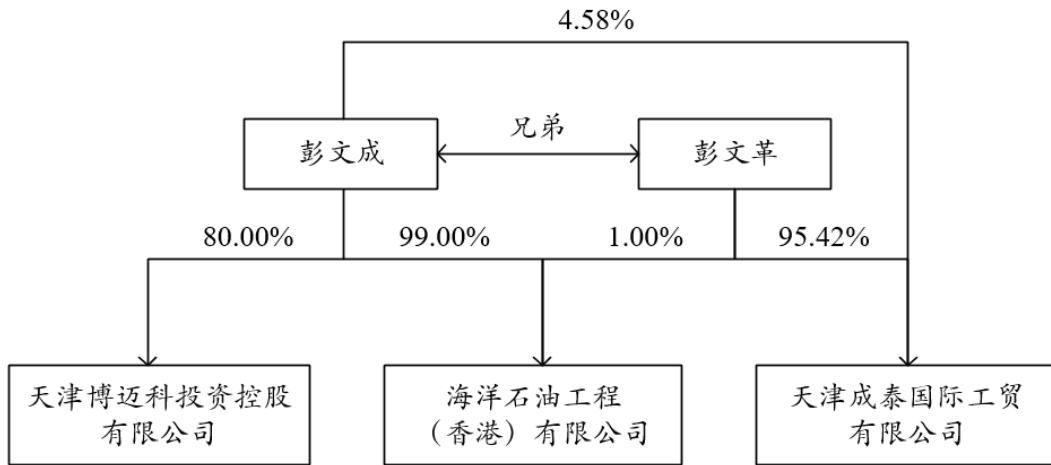 4.58%
兄弟
彭文成
彭文革
80.00%
99.00%
1.00%
95.42%
天津博迈科投资控股
有限公司
海洋石油工程
（香港）有限公司
天津成泰国际工贸
有限公司